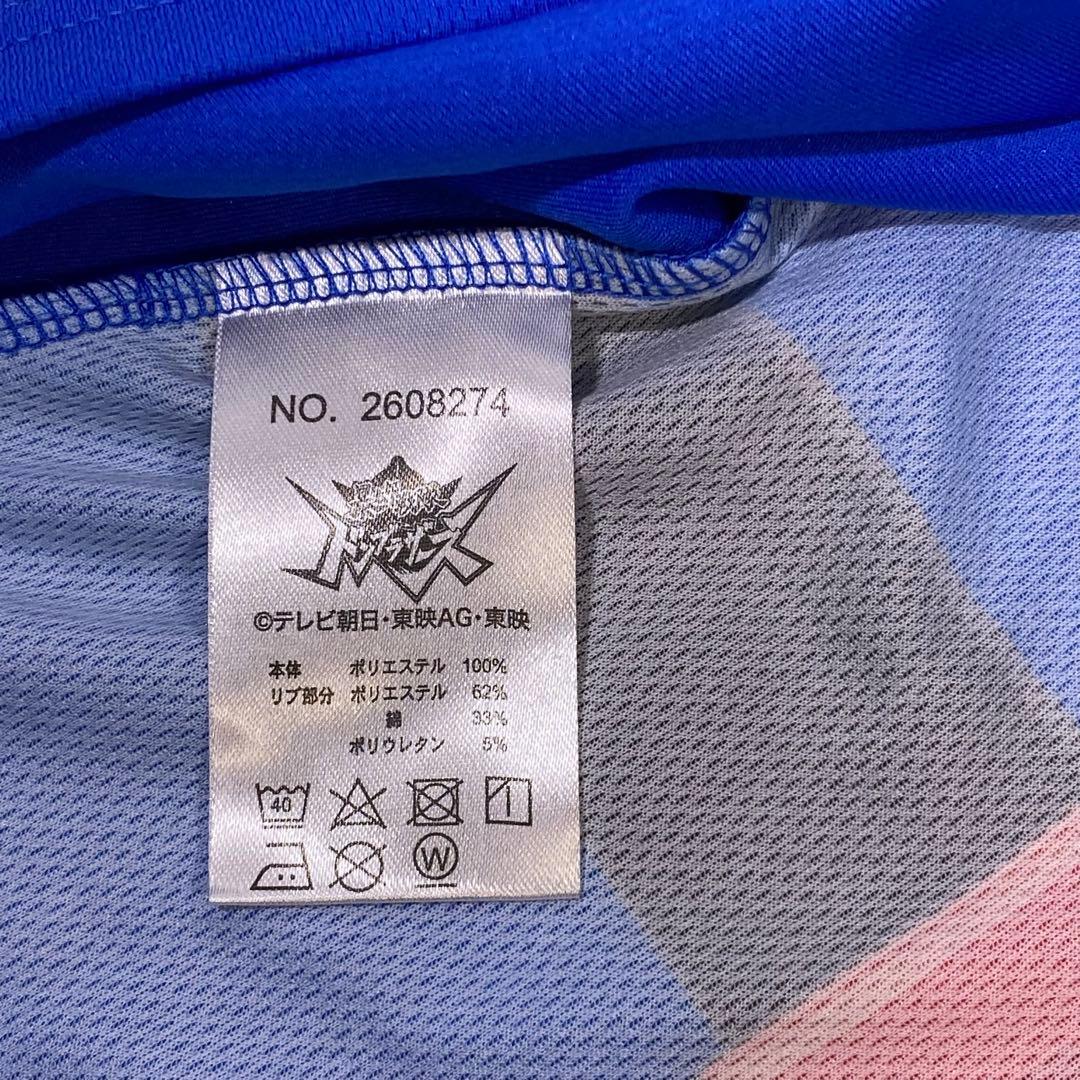 NO. 2608274
ドンブラザーズ
©テレビ朝日・東映AG・東映
本体 ポリエステル 100%
リブ部分 ポリエステル 62%
綿 33%
ポリウレタン 5%
40
W